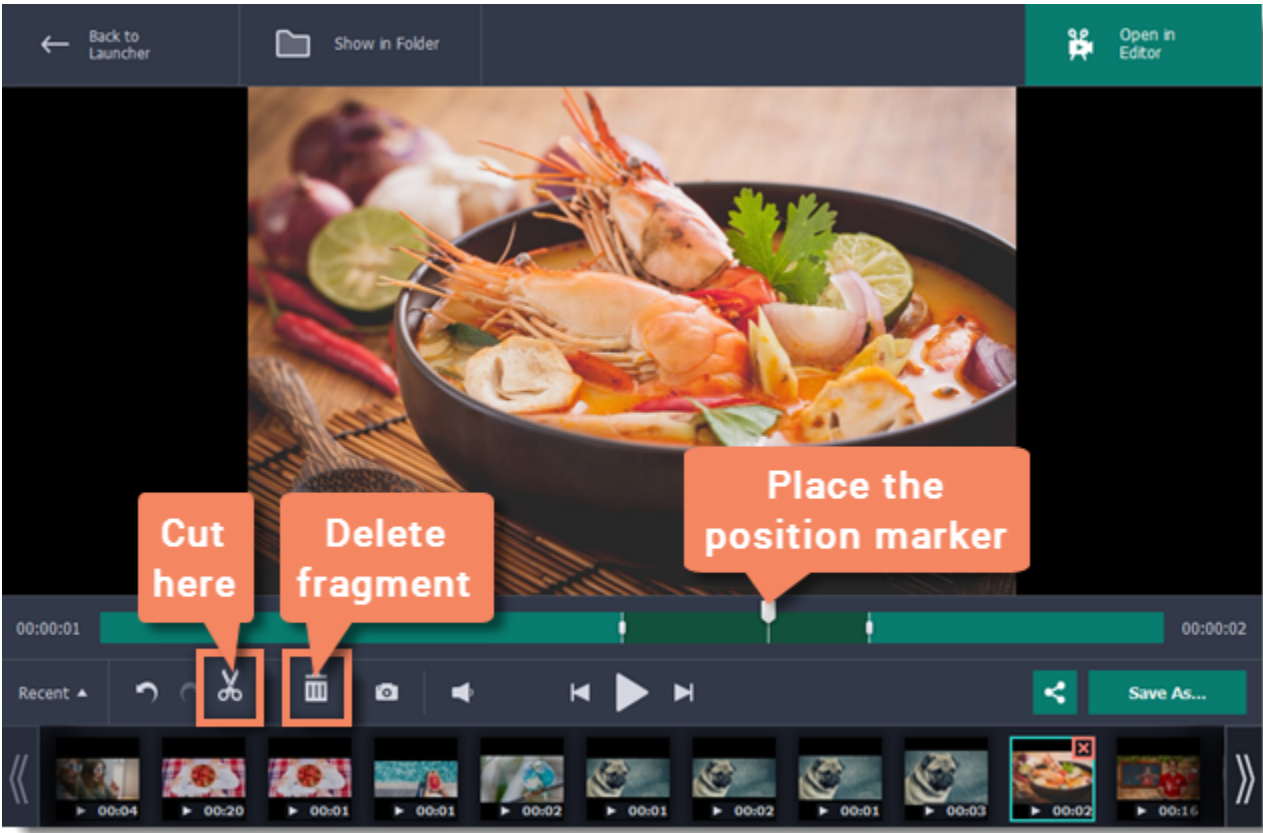 Back to
Launcher
Show in Folder
Open in
Editor
Place the
position marker
Cut
here
Delete
fragment
00:00:01
00:00:02
Recent
Save As...
00:04
00:20
00:01
00:01
00:02
00:01
00:02
00:01
00:03
00:02
00:16